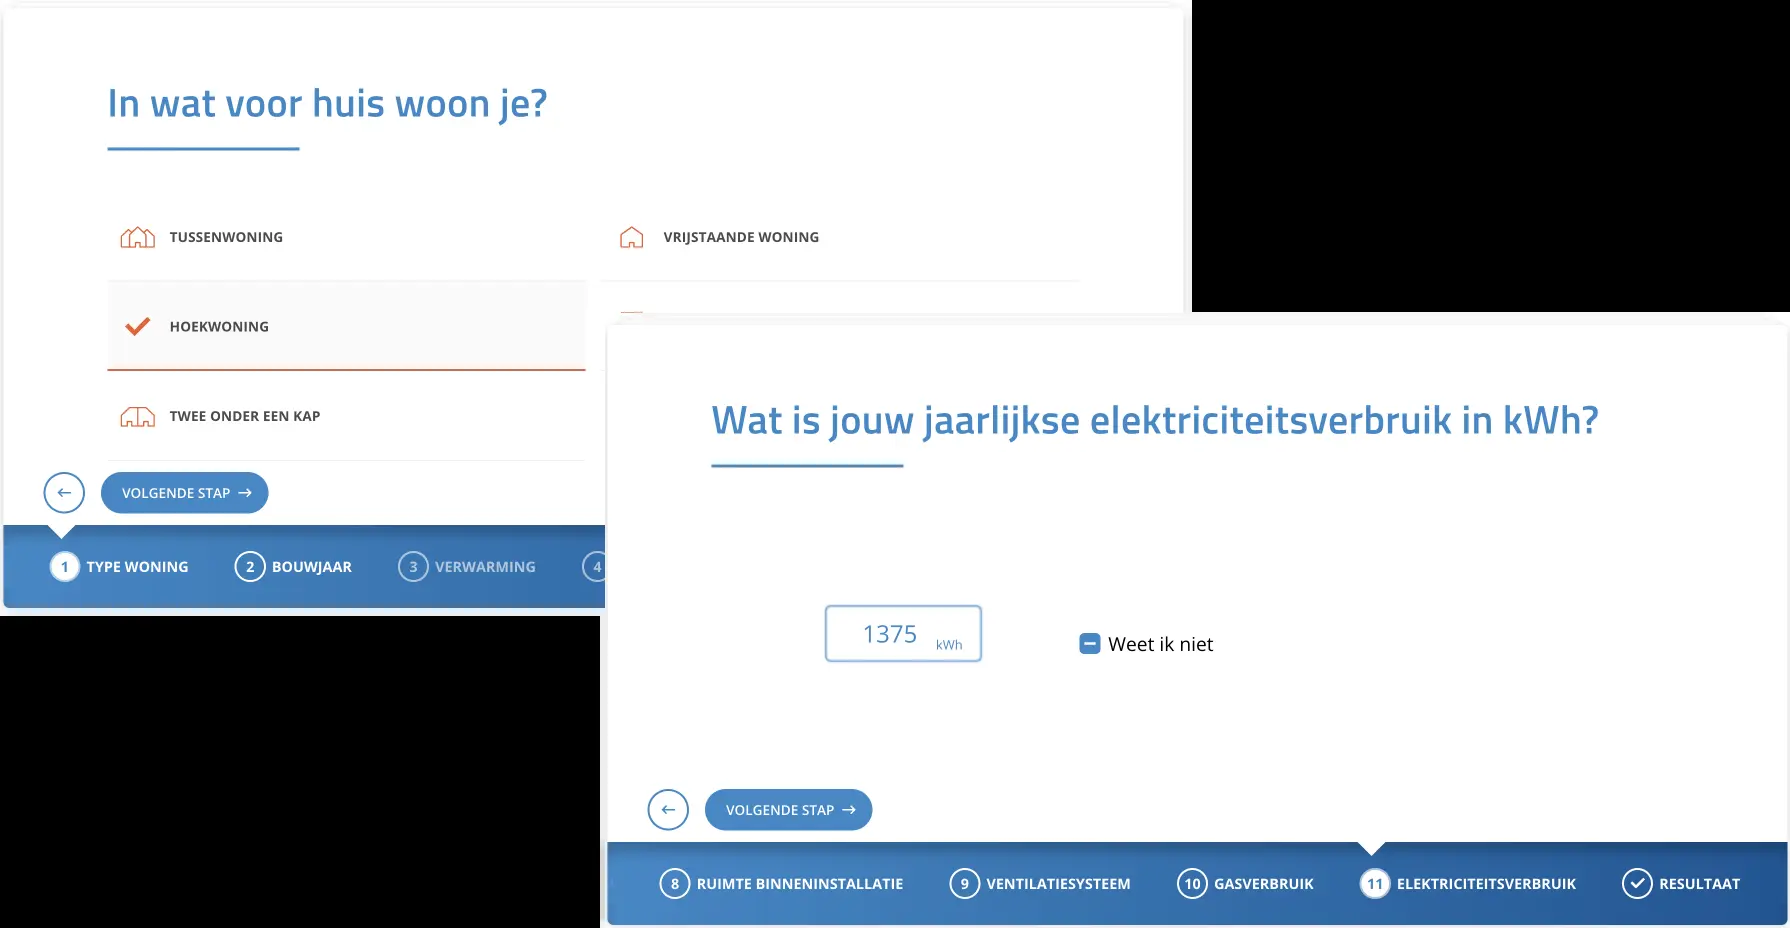 In wat voor huis woon je?
TUSSENWONING
VRIJSTAANDE WONING
HOEKWONING
TWEE ONDER EEN KAP
VOLGENDE STAP
1 TYPE WONING
2 BOUWJAAR
3 VERWARMING
4
Wat is jouw jaarlijkse elektriciteitsverbruik in kWh?
1375 kWh
Weet ik niet
VOLGENDE STAP
8 RUIMTE BINNENINSTALLATIE
9 VENTILATIESYSTEEM
10 GASVERBRUIK
11 ELEKTRICITEITSVERBRUIK
RESULTAAT